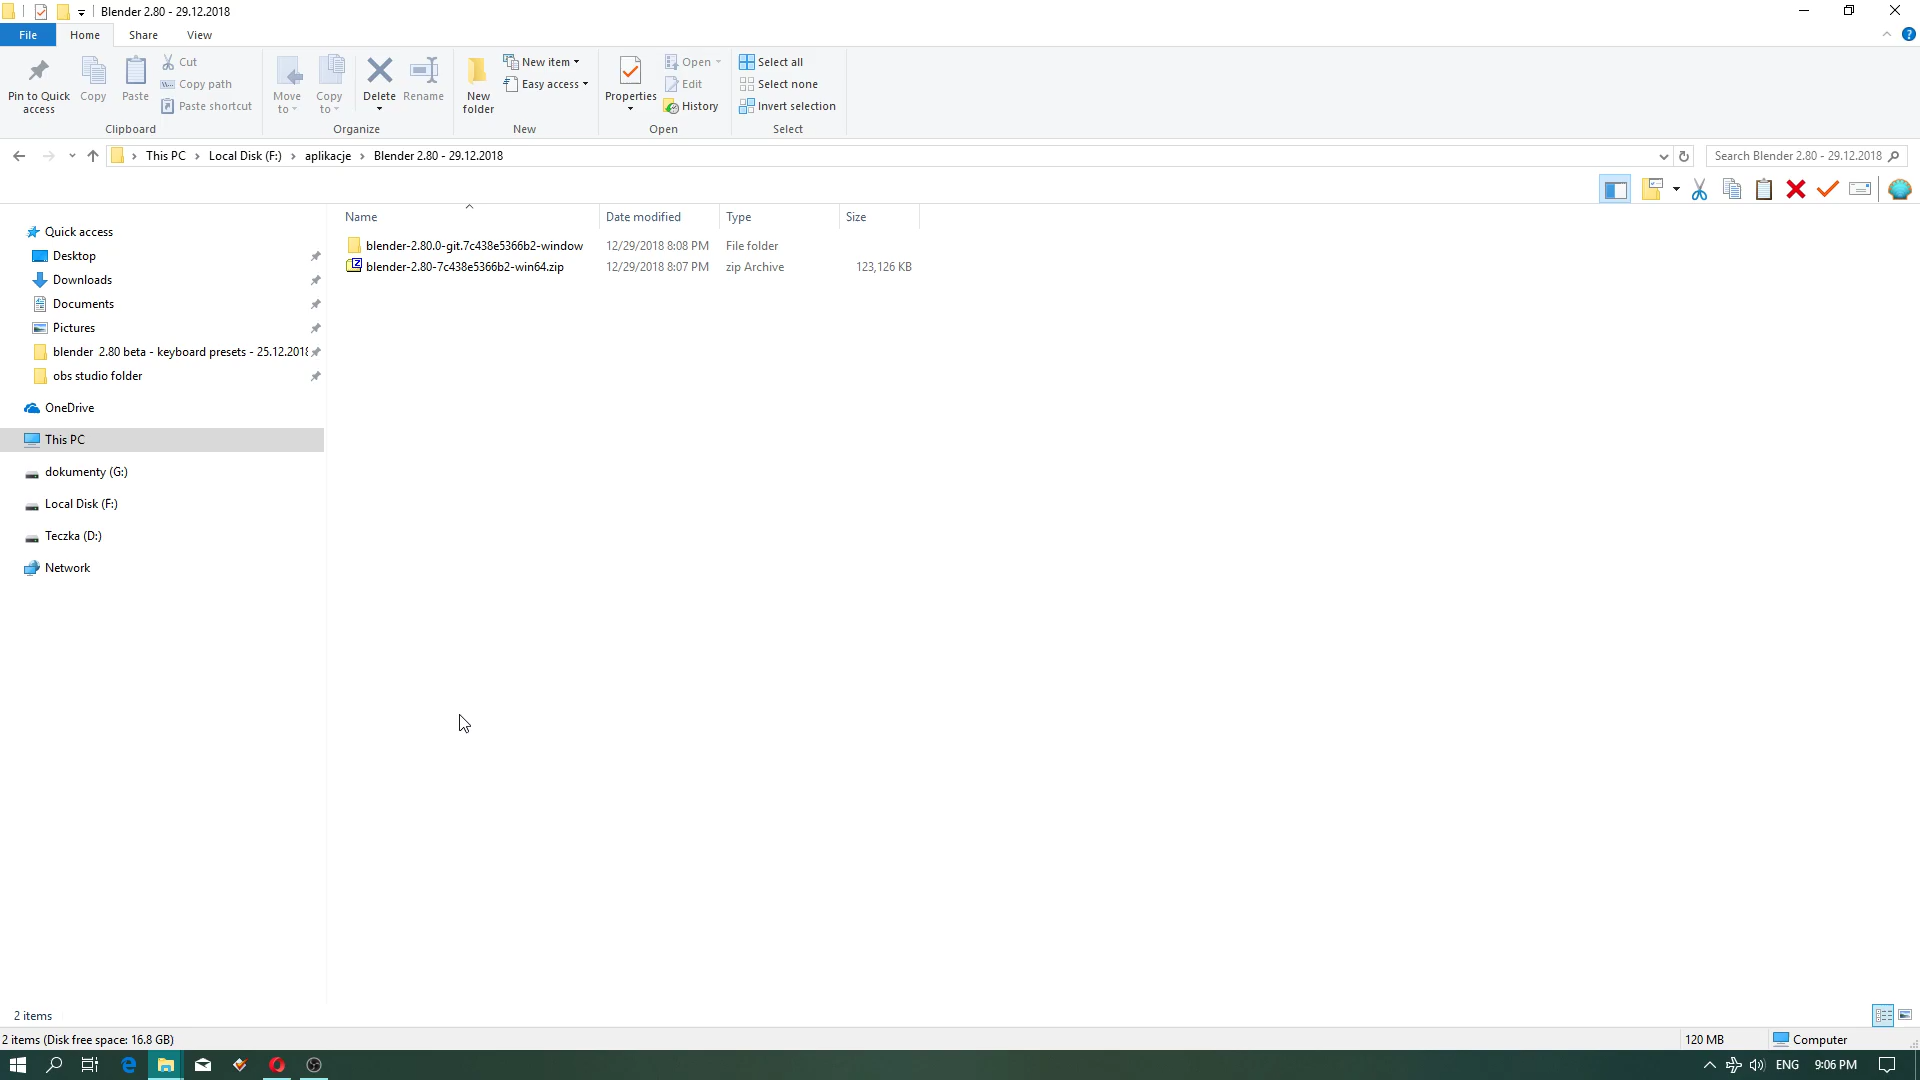 Blender 2.80 - 29.12.2018
File Home Share View
Pin to Quick access
Copy
Paste
Cut
Copy path
Paste shortcut
Clipboard
Move to
Copy to
Delete
Rename
Organize
New folder
New item
Easy access
New
Properties
Open
Edit
History
Open
Select all
Select none
Invert selection
Select
This PC Local Disk (F:) aplikacje Blender 2.80 - 29.12.2018
Search Blender 2.80 - 29.12.2018
Name Date modified Type Size
blender-2.80.0-git.7c438e5366b2-window 12/29/2018 8:08 PM File folder
blender-2.80-7c438e5366b2-win64.zip 12/29/2018 8:07 PM zip Archive 123,126 KB
Quick access
Desktop
Downloads
Documents
Pictures
blender 2.80 beta - keyboard presets - 25.12.2018
obs studio folder
OneDrive
This PC
dokumenty (G:)
Local Disk (F:)
Teczka (D:)
Network
2 items
2 items (Disk free space: 16.8 GB) 120 MB Computer
ENG 9:06 PM